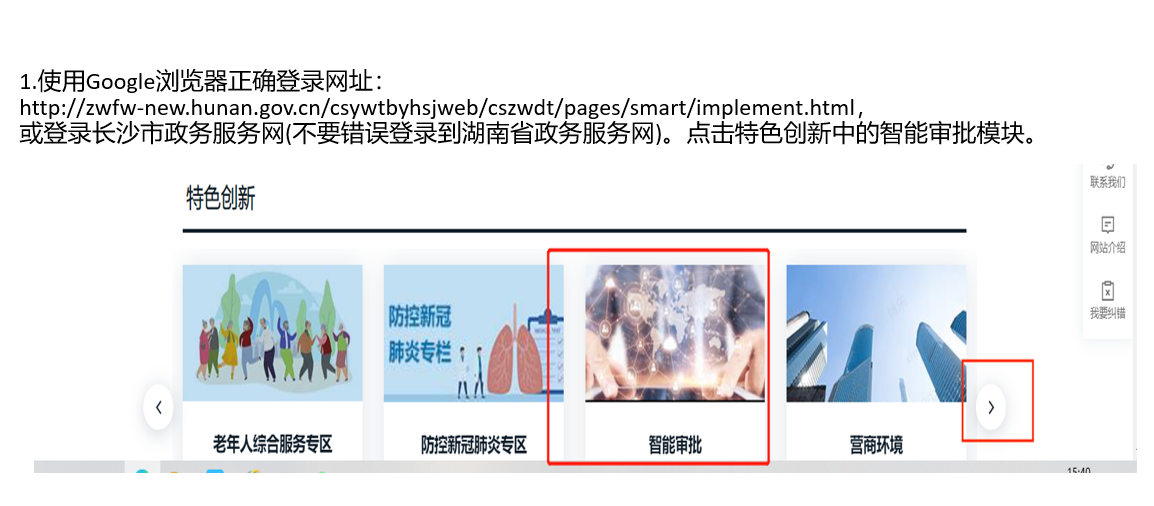 1.使用Google浏览器正确登录网址：
http://zwfw-new.hunan.gov.cn/csywtbyhsjweb/cszwdt/pages/smart/implement.html，
或登录长沙市政务服务网(不要错误登录到湖南省政务服务网)。点击特色创新中的智能审批模块。
联系我们
特色创新
网站介绍
我要纠错
防控新冠
肺炎专栏
老年人综合服务专区
防控新冠肺炎专区
智能审批
营商环境
15:40